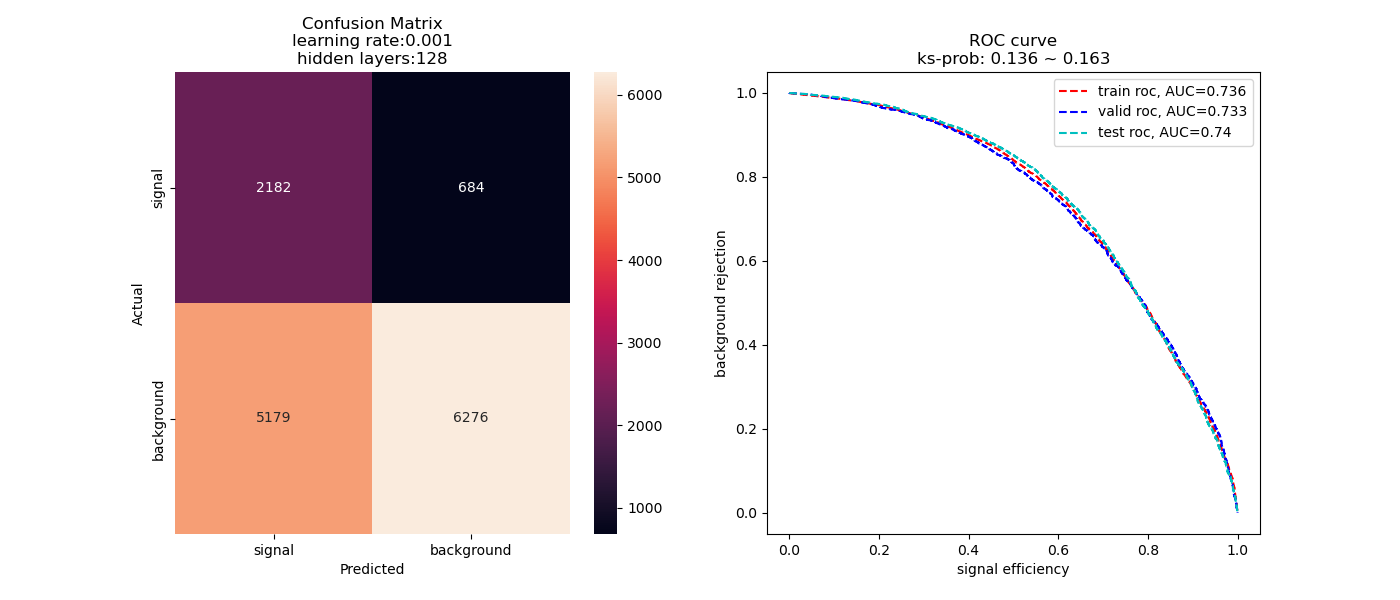 Confusion Matrix
learning rate:0.001
hidden layers:128
signal
background
Actual
2182
684
5179
6276
signal
background
Predicted
6000
5000
4000
3000
2000
1000
ROC curve
ks-prob: 0.136 ~ 0.163
train roc, AUC=0.736
valid roc, AUC=0.733
test roc, AUC=0.74
background rejection
1.0
0.8
0.6
0.4
0.2
0.0
0.0
0.2
0.4
0.6
0.8
1.0
signal efficiency